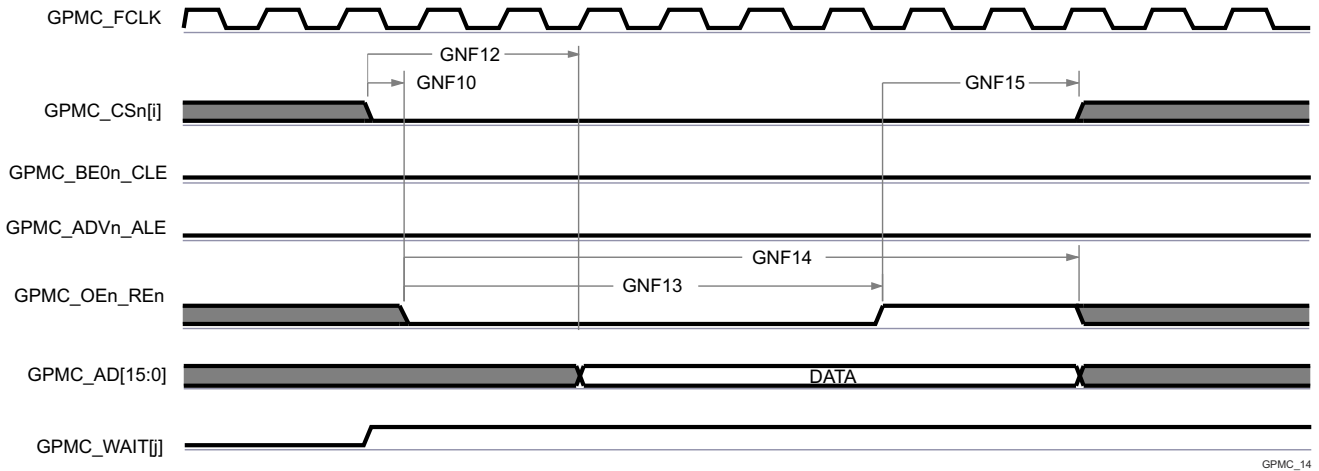 GPMC_FCLK
GNF12
GNF10
GNF15
GPMC_CSn[i]
GPMC_BE0n_CLE
GPMC_ADVn_ALE
GNF14
GNF13
GPMC_OEn_REn
GPMC_AD[15:0]
DATA
GPMC_WAIT[j]
GPMC_14